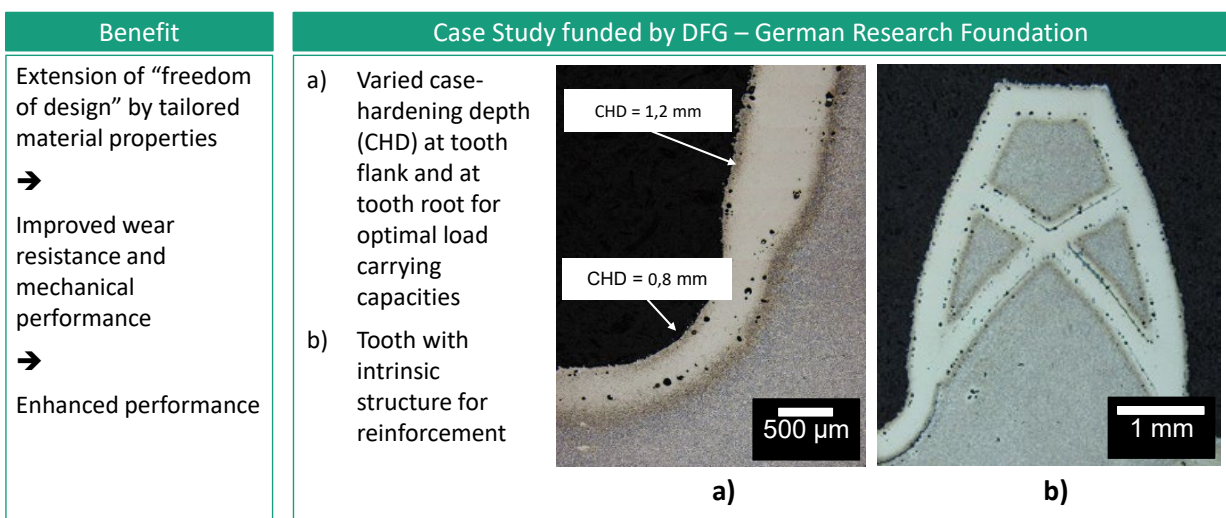 Benefit
Extension of “freedom
of design” by tailored
material properties
➔
Improved wear
resistance and
mechanical
performance
➔
Enhanced performance
Case Study funded by DFG – German Research Foundation
a) Varied case-
hardening depth
(CHD) at tooth
flank and at
tooth root for
optimal load
carrying
capacities
b) Tooth with
intrinsic
structure for
reinforcement
CHD = 1,2 mm
CHD = 0,8 mm
500 µm
a)
1 mm
b)